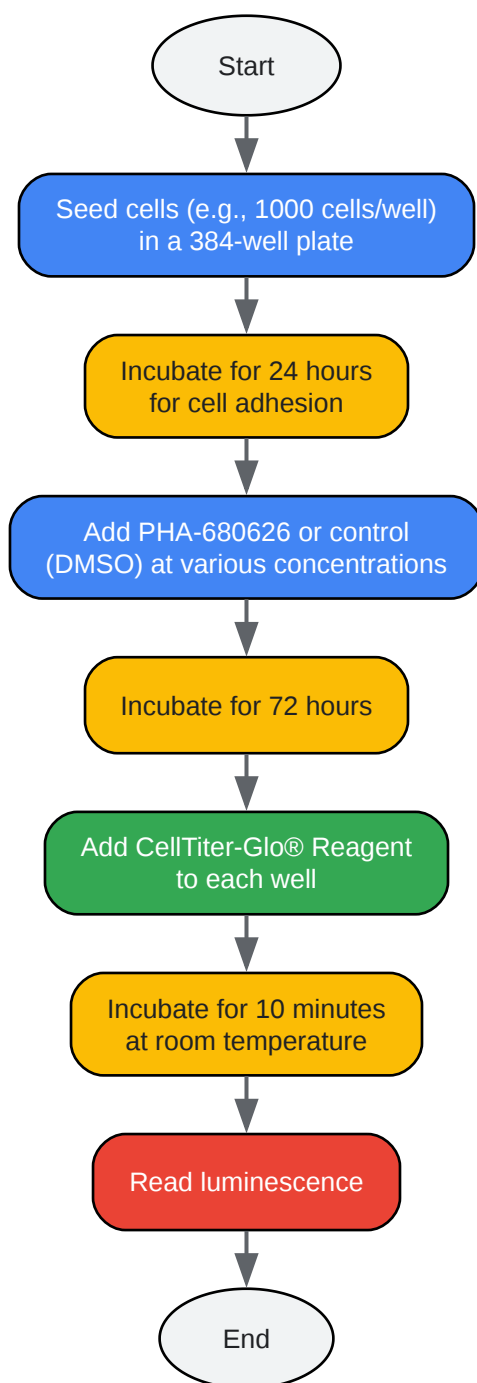 Start
Seed cells (e.g., 1000 cells/well)
in a 384-well plate
Incubate for 24 hours
for cell adhesion
Add PHA-680626 or control
(DMSO) at various concentrations
Incubate for 72 hours
Add CellTiter-Glo® Reagent
to each well
Incubate for 10 minutes
at room temperature
Read luminescence
End